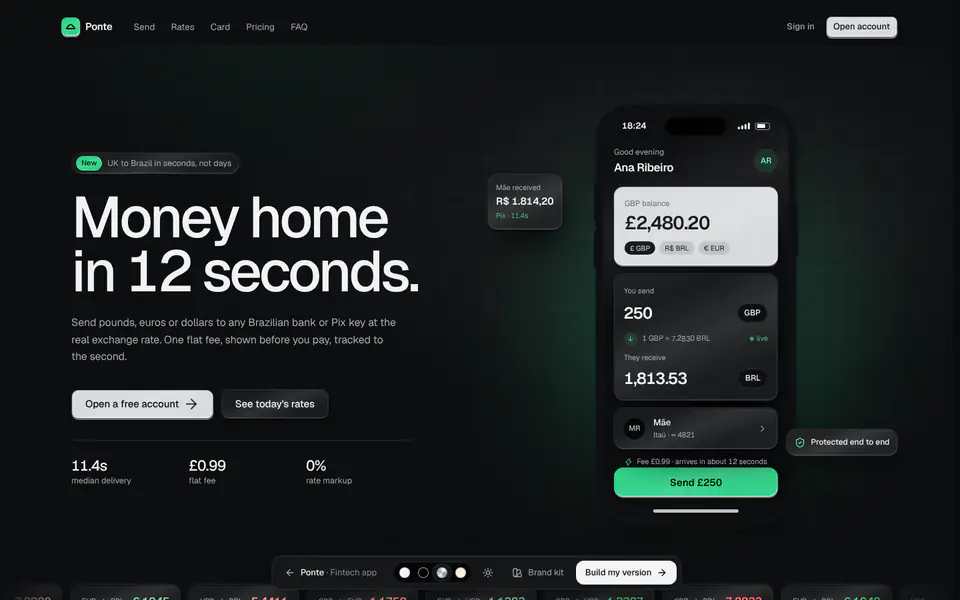 Ponte
Send
Rates
Card
Pricing
FAQ
Sign in
Open account
New
UK to Brazil in seconds, not days
Money home
in 12 seconds.
Send pounds, euros or dollars to any Brazilian bank or Pix key at the
real exchange rate. One flat fee, shown before you pay, tracked to
the second.
Open a free account
See today's rates
11.4s
median delivery
£0.99
flat fee
0%
rate markup
Mãe received
R$ 1.814,20
Pix · 11.4s
18:24
Good evening
Ana Ribeiro
AR
GBP balance
£2,480.20
£ GBP
R$ BRL
€ EUR
You send
250
GBP
1 GBP = 7.2830 BRL
live
They receive
1,813.53
BRL
MR
Mãe
Itaú · 4821
Fee £0.99 · arrives in about 12 seconds
Send £250
Protected end to end
Ponte · Fintech app
Brand kit
Build my version